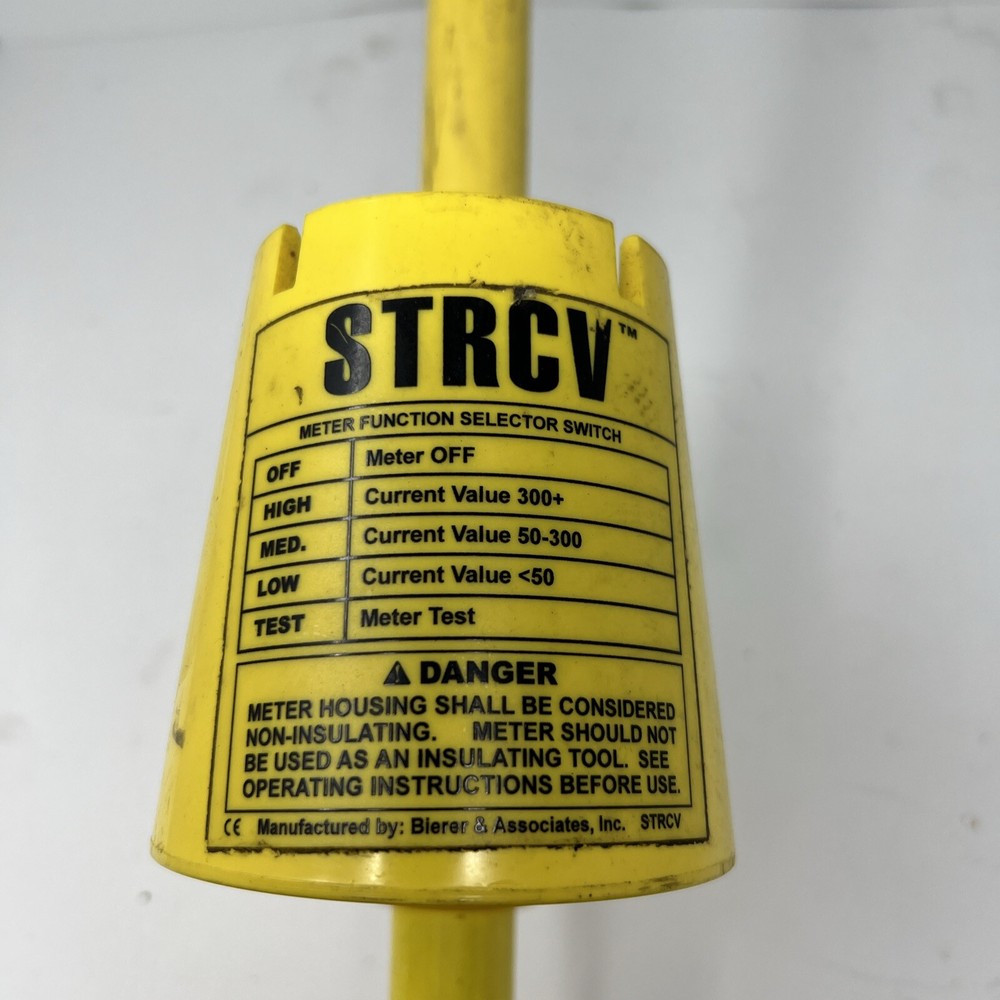 STRCV™
METER FUNCTION SELECTOR SWITCH
OFF Meter OFF
HIGH Current Value 300+
MED. Current Value 50-300
LOW Current Value <50
TEST Meter Test
⚠ DANGER
METER HOUSING SHALL BE CONSIDERED
NON-INSULATING. METER SHOULD NOT
BE USED AS AN INSULATING TOOL. SEE
OPERATING INSTRUCTIONS BEFORE USE.
CE Manufactured by: Bierer & Associates, Inc. STRCV